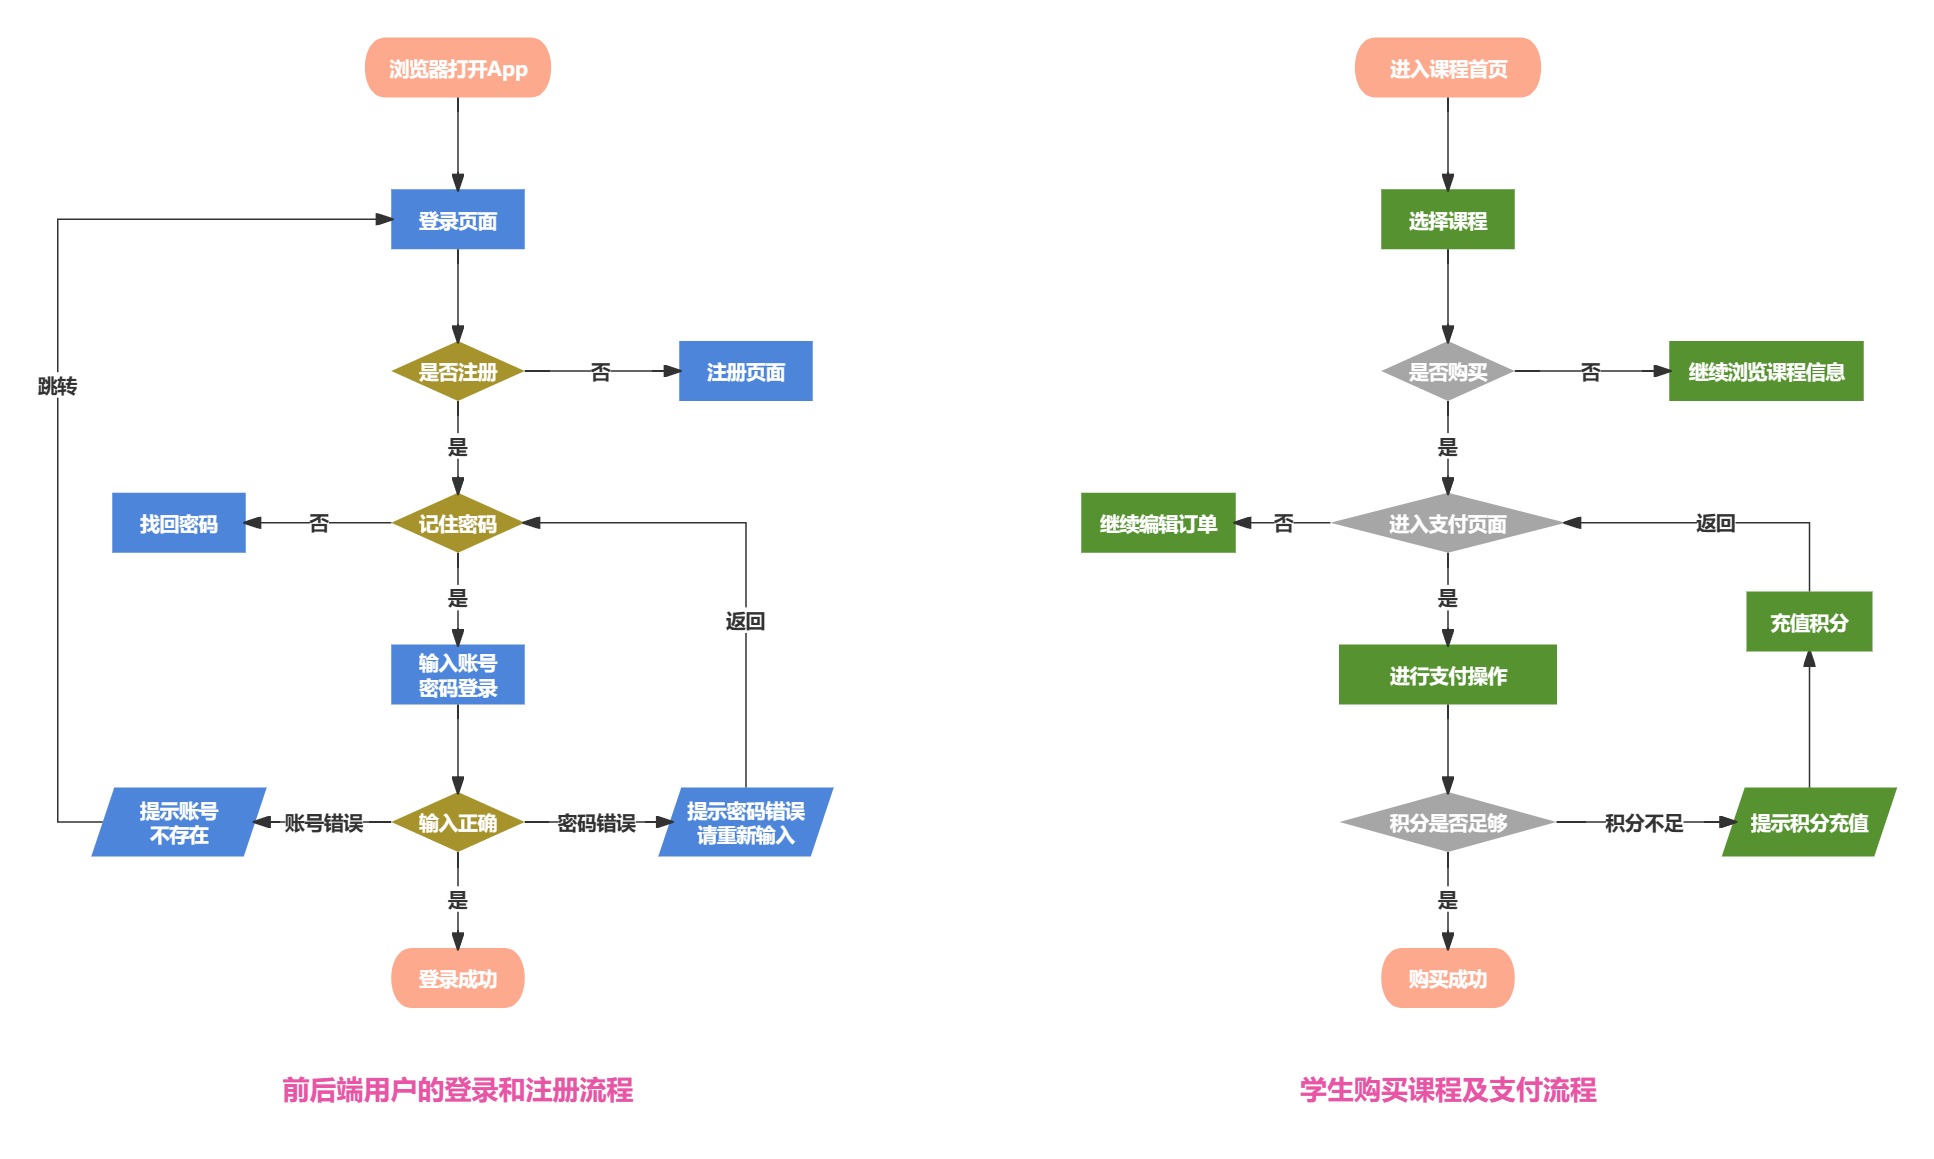 浏览器打开App
登录页面
跳转
是否注册
否
注册页面
是
找回密码
否
记住密码
是
返回
输入账号
密码登录
提示账号
不存在
账号错误
输入正确
密码错误
提示密码错误
请重新输入
是
登录成功
前后端用户的登录和注册流程
进入课程首页
选择课程
是否购买
否
继续浏览课程信息
是
继续编辑订单
否
进入支付页面
返回
是
充值积分
进行支付操作
积分是否足够
积分不足
提示积分充值
是
购买成功
学生购买课程及支付流程